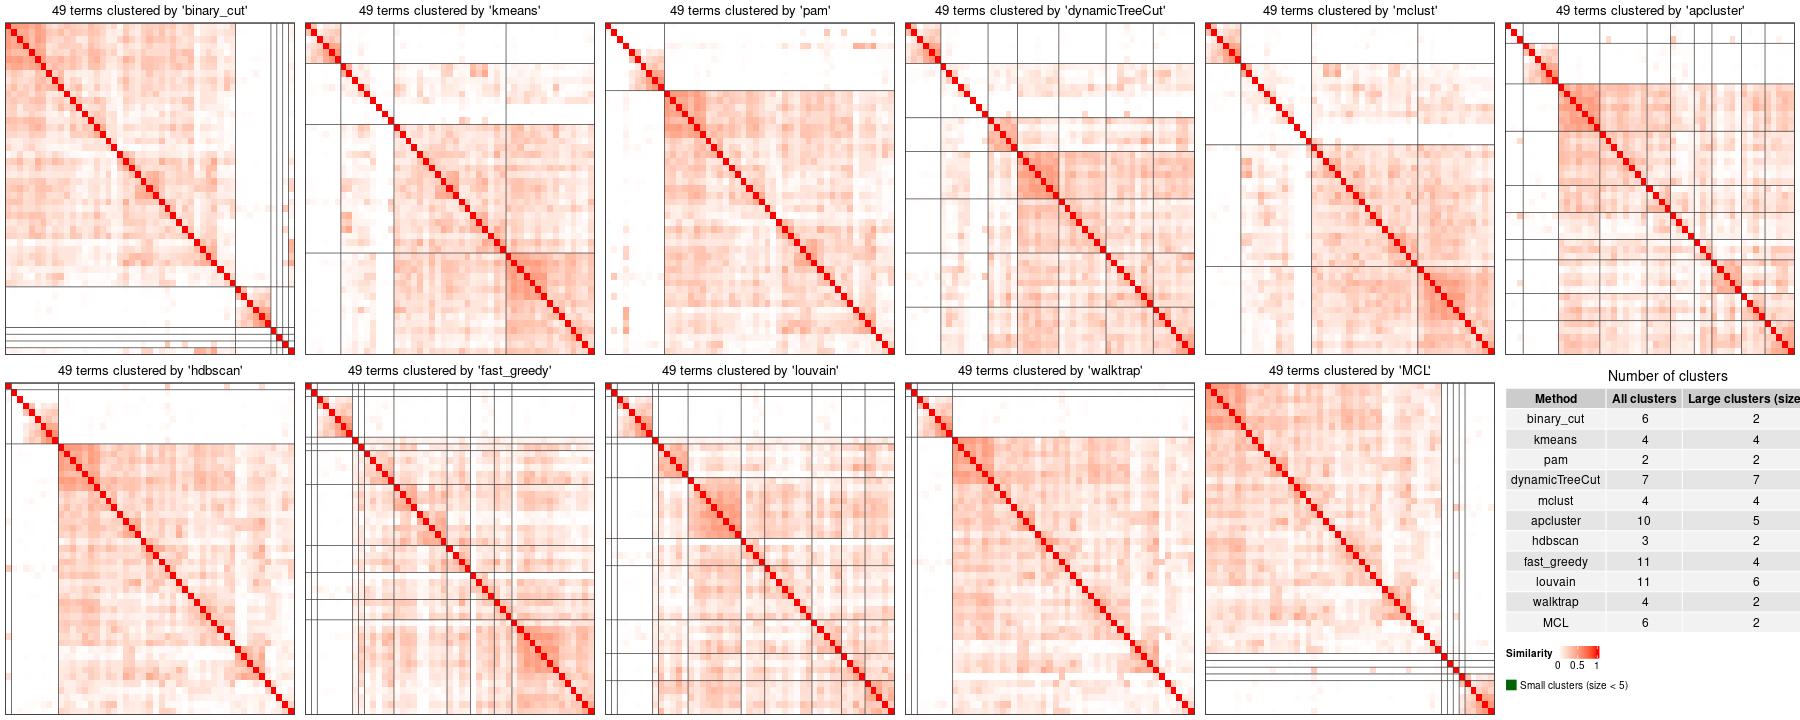 49 terms clustered by 'binary_cut'
49 terms clustered by 'kmeans'
49 terms clustered by 'pam'
49 terms clustered by 'dynamicTreeCut'
49 terms clustered by 'mclust'
49 terms clustered by 'apcluster'
49 terms clustered by 'hdbscan'
49 terms clustered by 'fast_greedy'
49 terms clustered by 'louvain'
49 terms clustered by 'walktrap'
49 terms clustered by 'MCL'
Number of clusters
Method All clusters Large clusters (size
binary_cut 6 2
kmeans 4 4
pam 2 2
dynamicTreeCut 7 7
mclust 4 4
apcluster 10 5
hdbscan 3 2
fast_greedy 11 4
louvain 11 6
walktrap 4 2
MCL 6 2
Similarity
0 0.5 1
Small clusters (size < 5)